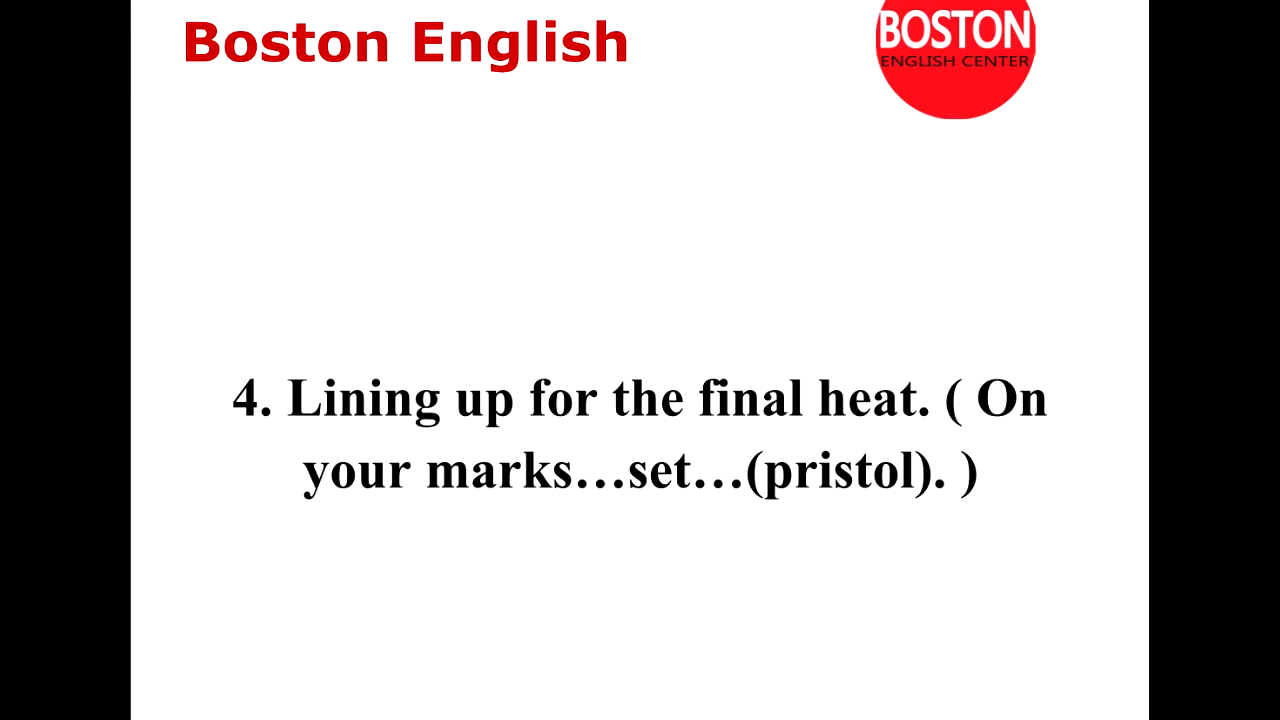 Boston English
BOSTON
ENGLISH CENTER
4. Lining up for the final heat. ( On
your marks…set…(pristol). )